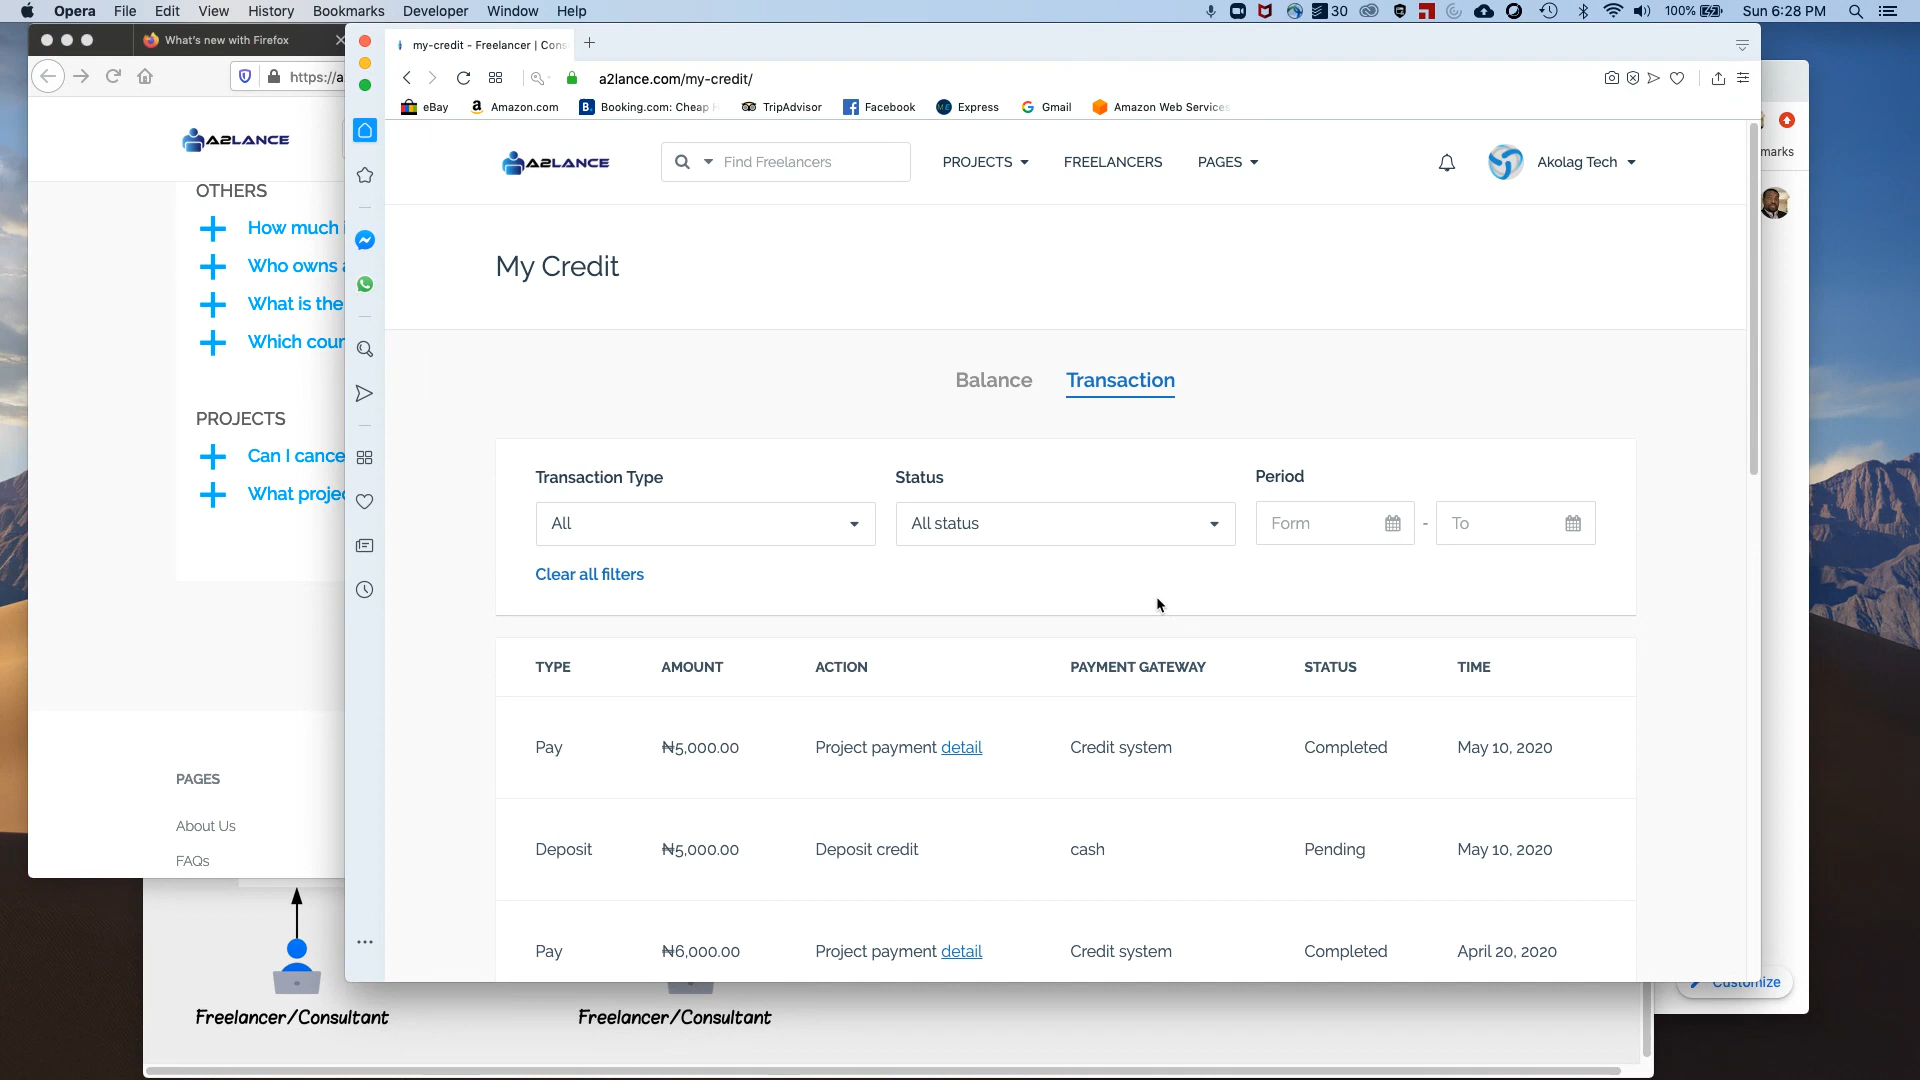 Opera File Edit View History Bookmarks Developer Window Help
30 100% Sun 6:28 PM
What's new with Firefox
my-credit - Freelancer | Cons
https://a
a2lance.com/my-credit/
eBay Amazon.com Booking.com: Cheap TripAdvisor Facebook Express Gmail Amazon Web Services
A2LANCE
A2LANCE
Find Freelancers
PROJECTS FREELANCERS PAGES
Akolag Tech
marks
My Credit
Balance Transaction
Transaction Type Status Period
All All status Form - To
Clear all filters
TYPE AMOUNT ACTION PAYMENT GATEWAY STATUS TIME
Pay ₦5,000.00 Project payment detail Credit system Completed May 10, 2020
Deposit ₦5,000.00 Deposit credit cash Pending May 10, 2020
Pay ₦6,000.00 Project payment detail Credit system Completed April 20, 2020
OTHERS
How much
Who owns
What is the
Which cour
PROJECTS
Can I cance
What projec
PAGES
About Us
FAQs
Customize
Freelancer/Consultant Freelancer/Consultant